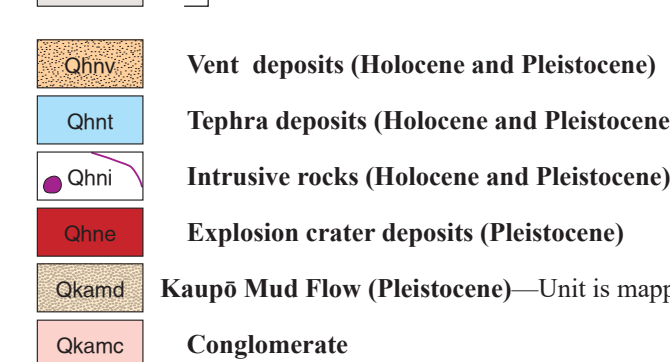 Qhnv Vent deposits (Holocene and Pleistocene)
Qhnt Tephra deposits (Holocene and Pleistocene
Qhni Intrusive rocks (Holocene and Pleistocene)
Qhne Explosion crater deposits (Pleistocene)
Qkamd Kaupō Mud Flow (Pleistocene)—Unit is mapp
Qkamc Conglomerate